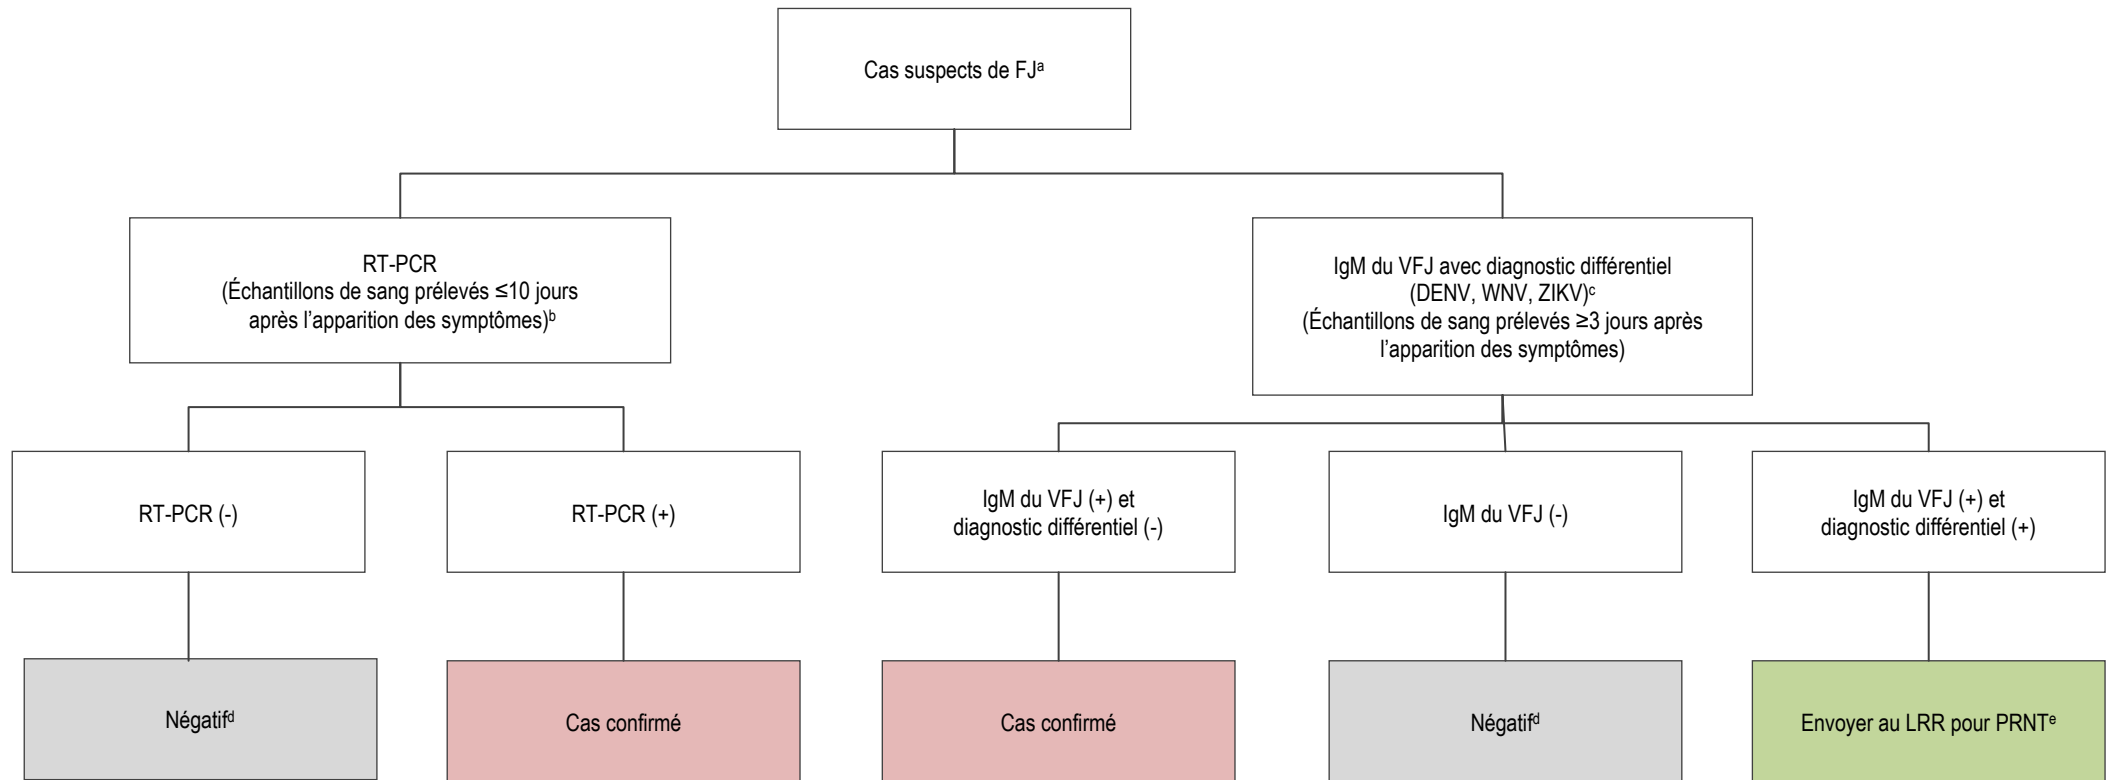 Cas suspects de FJᵃ
RT-PCR
(Échantillons de sang prélevés ≤10 jours
après l’apparition des symptômes)ᵇ
IgM du VFJ avec diagnostic différentiel
(DENV, WNV, ZIKV)ᶜ
(Échantillons de sang prélevés ≥3 jours après
l’apparition des symptômes)
RT-PCR (-)
RT-PCR (+)
IgM du VFJ (+) et
diagnostic différentiel (-)
IgM du VFJ (-)
IgM du VFJ (+) et
diagnostic différentiel (+)
Négatifᵈ
Cas confirmé
Cas confirmé
Négatifᵈ
Envoyer au LRR pour PRNTᵉ